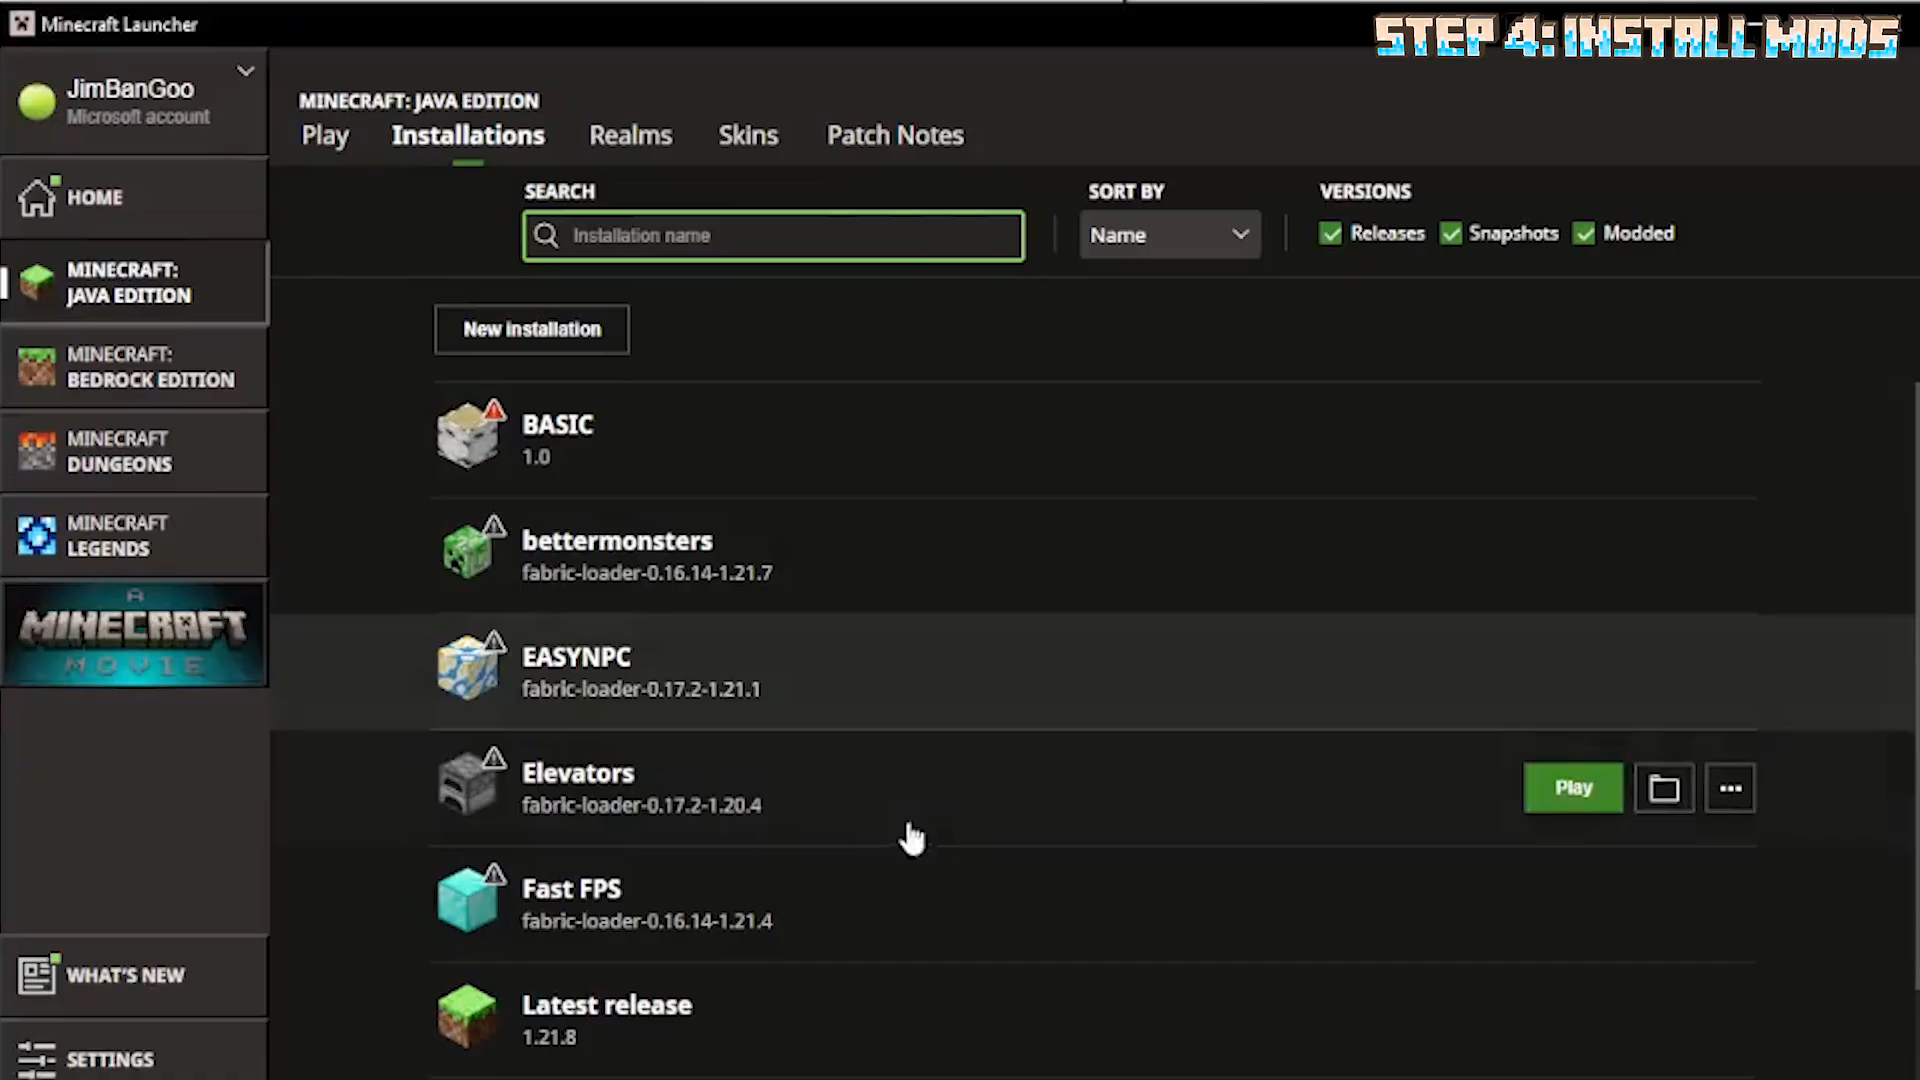 Minecraft Launcher
STEP 4: INSTALL MODS
JimBanGoo
Microsoft account
HOME
MINECRAFT:
JAVA EDITION
MINECRAFT:
BEDROCK EDITION
MINECRAFT
DUNGEONS
MINECRAFT
LEGENDS
A
MINECRAFT
MOVIE
WHAT'S NEW
SETTINGS
MINECRAFT: JAVA EDITION
Play Installations Realms Skins Patch Notes
SEARCH SORT BY VERSIONS
Installation name Name Releases Snapshots Modded
New installation
BASIC
1.0
bettermonsters
fabric-loader-0.16.14-1.21.7
EASYNPC
fabric-loader-0.17.2-1.21.1
Elevators
fabric-loader-0.17.2-1.20.4
Play
Fast FPS
fabric-loader-0.16.14-1.21.4
Latest release
1.21.8